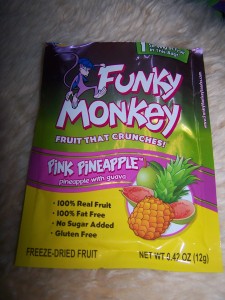 1
FUNKY
MONKEY
FRUIT THAT CRUNCHES!
PINK PINEAPPLE™
pineapple with guava
• 100% Real Fruit
• 100% Fat Free
• No Sugar Added
• Gluten Free
FREEZE-DRIED FRUIT
NET WT 0.42 OZ (12g)